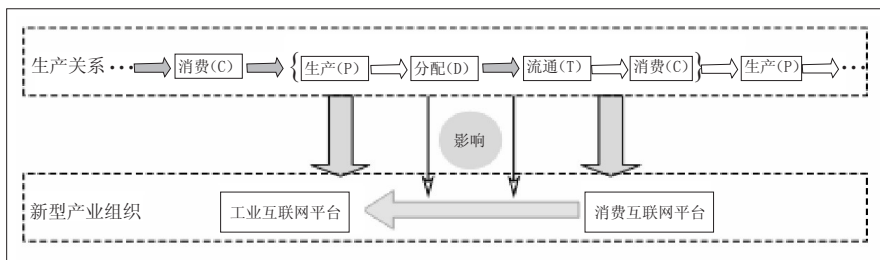 生产关系 ••• 消费(C) {生产(P) 分配(D) 流通(T) 消费(C)} 生产(P) •••
影响
新型产业组织 工业互联网平台 消费互联网平台